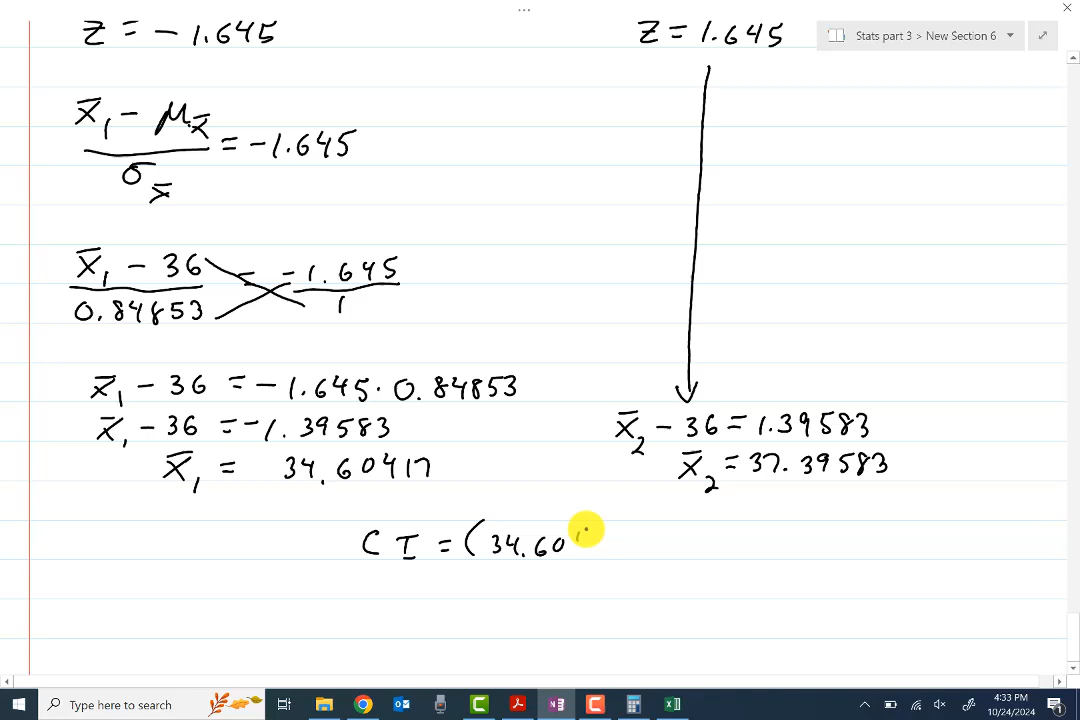 Z = -1.645
Z = 1.645
Stats part 3 > New Section 6
x̄₁ - μx̄
= -1.645
σx̄
x̄₁ - 36 = -1.645
0.84853 1
x̄₁ - 36 = -1.645 · 0.84853
x̄₁ - 36 = -1.39583
x̄₁ = 34.60417
x̄₂ - 36 = 1.39583
x̄₂ = 37.39583
CI = (34.60
Type here to search
4:33 PM
10/24/2024